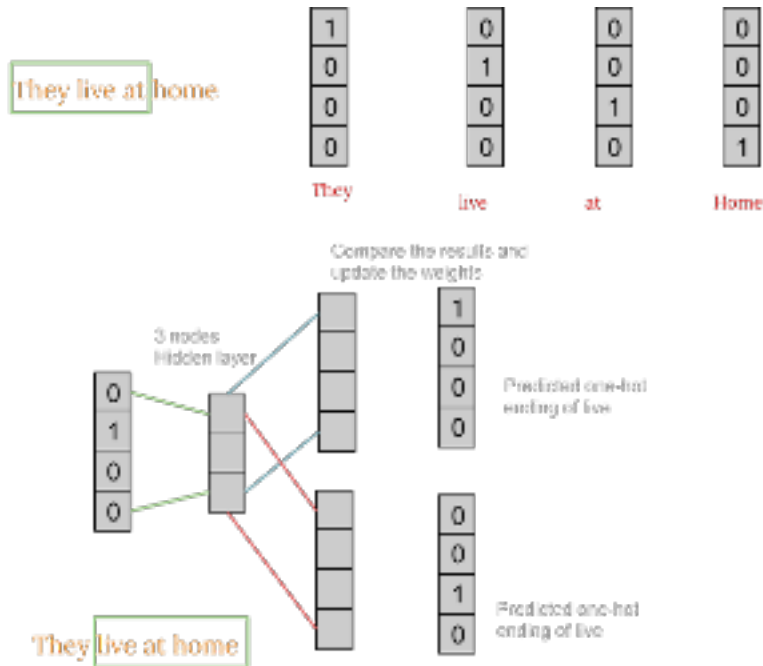 1 0 0 0
0 1 0 0
They live at home
0 0 1 0
0 0 0 1
They live at Home
Compare the results and
update the weights
3 nodes
Hidden layer
0
1
0
0
1
0
0
0
Predicted one-hot
ending of live
0
0
1
0
Predicted one-hot
ending of live
They live at home